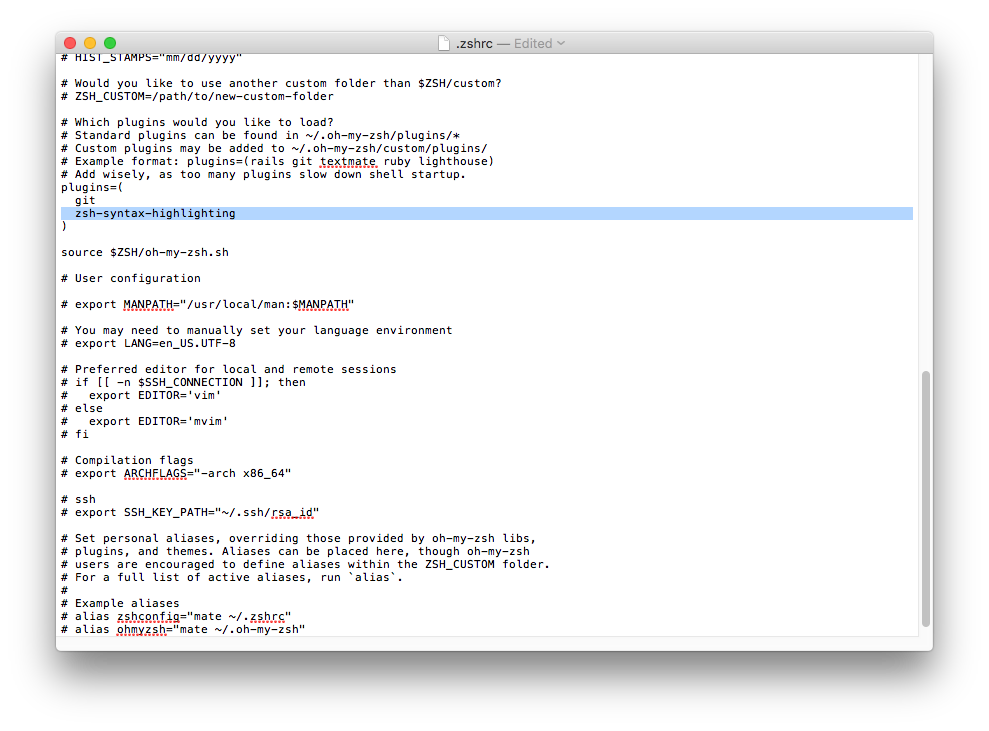 .zshrc — Edited
# HIST_STAMPS="mm/dd/yyyy"
# Would you like to use another custom folder than $ZSH/custom?
# ZSH_CUSTOM=/path/to/new-custom-folder
# Which plugins would you like to load?
# Standard plugins can be found in ~/.oh-my-zsh/plugins/*
# Custom plugins may be added to ~/.oh-my-zsh/custom/plugins/
# Example format: plugins=(rails git textmate ruby lighthouse)
# Add wisely, as too many plugins slow down shell startup.
plugins=(
  git
  zsh-syntax-highlighting
)
source $ZSH/oh-my-zsh.sh
# User configuration
# export MANPATH="/usr/local/man:$MANPATH"
# You may need to manually set your language environment
# export LANG=en_US.UTF-8
# Preferred editor for local and remote sessions
# if [[ -n $SSH_CONNECTION ]]; then
#   export EDITOR='vim'
# else
#   export EDITOR='mvim'
# fi
# Compilation flags
# export ARCHFLAGS="-arch x86_64"
# ssh
# export SSH_KEY_PATH="~/.ssh/rsa_id"
# Set personal aliases, overriding those provided by oh-my-zsh libs,
# plugins, and themes. Aliases can be placed here, though oh-my-zsh
# users are encouraged to define aliases within the ZSH_CUSTOM folder.
# For a full list of active aliases, run `alias`.
#
# Example aliases
# alias zshconfig="mate ~/.zshrc"
# alias ohmyzsh="mate ~/.oh-my-zsh"